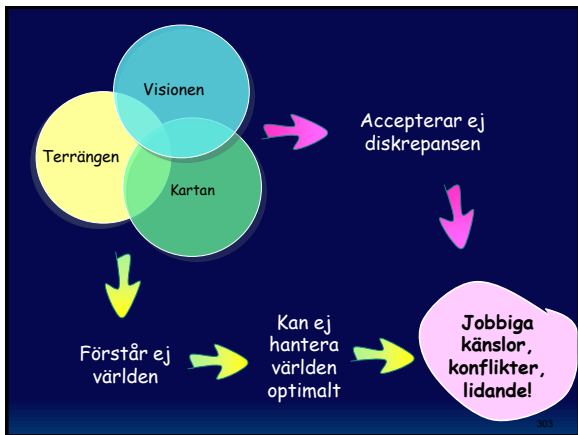 Visionen
Terrängen
Kartan
Accepterar ej
diskrepansen
Förstår ej
världen
Kan ej
hantera
världen
optimalt
Jobbiga
känslor,
konflikter,
lidande!
303